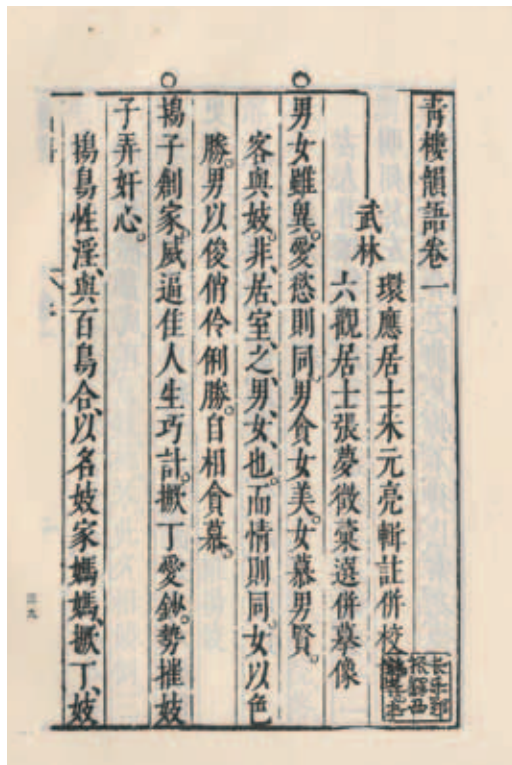 青樓韻語卷一
武林
環應居士朱元亮輯註併校
六觀居士張夢徵彙選併摹像
男女雖異。愛慾則同。男貪女美。女慕男賢。
客與妓。非、居、室、之、男、女、也。而情則同。女以色
勝。男以俊俏伶俐勝。自相貪慕。
鴇子創家。威逼佳人生巧計。撅丁愛鈔。勢摧妓
子弄奸心。
鴇鳥性淫、與百鳥合、以名妓家媽媽、撅丁、妓